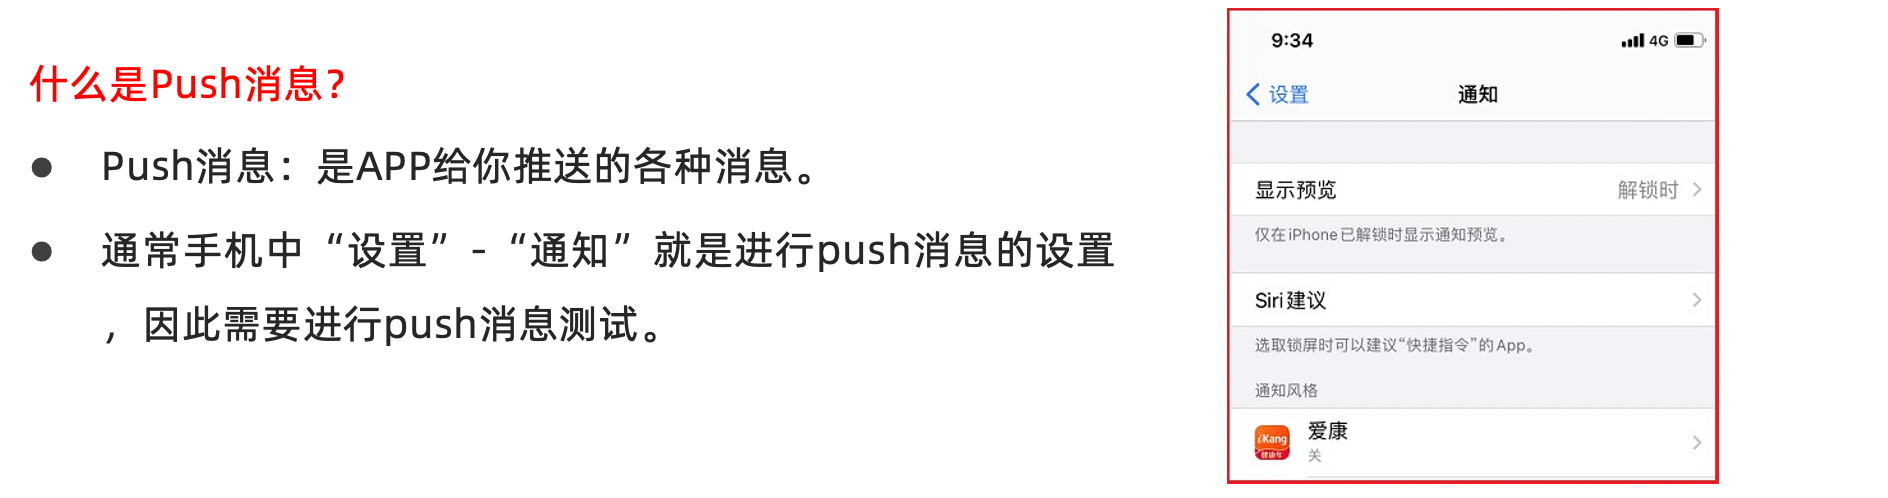 什么是Push消息？
● Push消息：是APP给你推送的各种消息。
● 通常手机中“设置”-“通知”就是进行push消息的设置
，因此需要进行push消息测试。
9:34
4G
设置
通知
显示预览
解锁时
仅在iPhone已解锁时显示通知预览。
Siri建议
选取锁屏时可以建议“快捷指令”的App。
通知风格
iKang
健康年
爱康
关